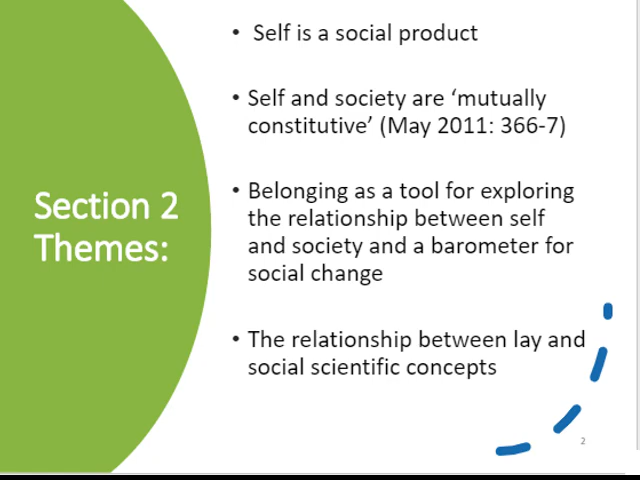 Section 2
Themes:
• Self is a social product
• Self and society are ‘mutually
constitutive’ (May 2011: 366-7)
• Belonging as a tool for exploring
the relationship between self
and society and a barometer for
social change
• The relationship between lay and
social scientific concepts
2